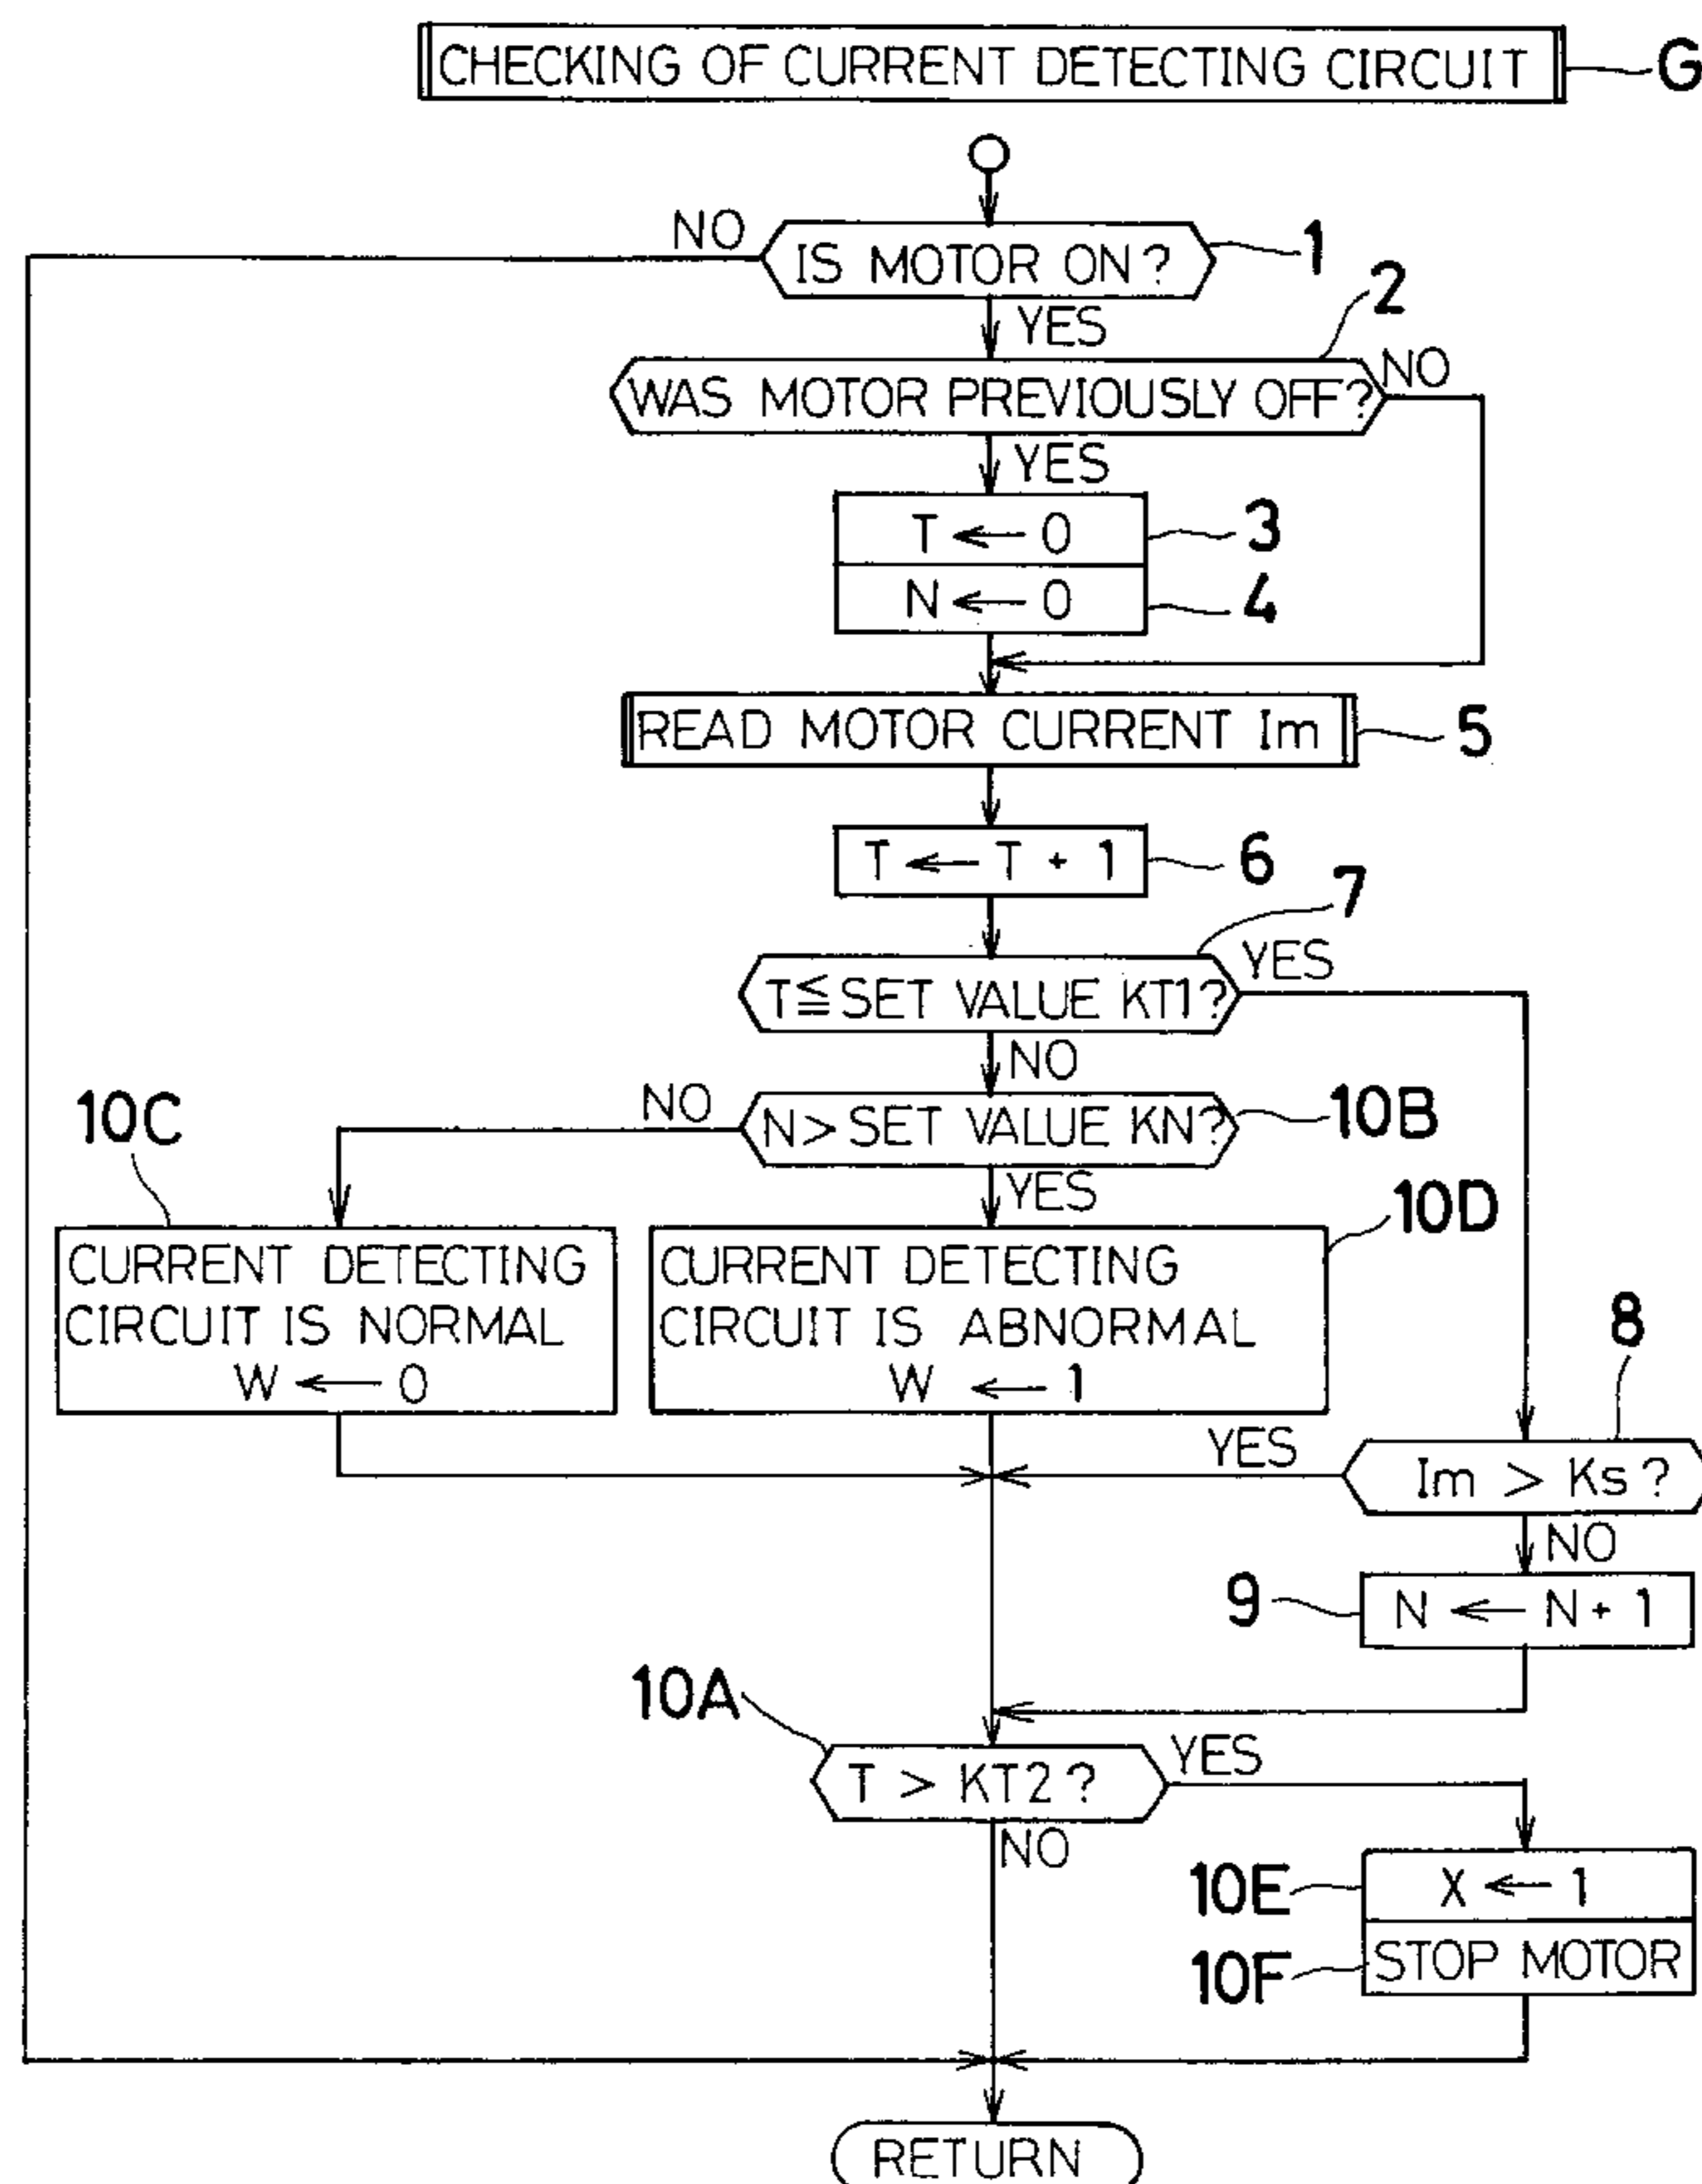 CHECKING OF CURRENT DETECTING CIRCUIT
G
NO
IS MOTOR ON?
1
YES
2
WAS MOTOR PREVIOUSLY OFF?
NO
YES
T ← 0
3
N ← 0
4
READ MOTOR CURRENT Im
5
T ← T + 1
6
7
T ≦ SET VALUE KT1?
YES
NO
10C
NO
N > SET VALUE KN?
10B
YES
10D
CURRENT DETECTING
CIRCUIT IS NORMAL
W ← 0
CURRENT DETECTING
CIRCUIT IS ABNORMAL
W ← 1
8
YES
Im > Ks?
NO
9
N ← N + 1
10A
T > KT2?
YES
NO
10E
X ← 1
10F
STOP MOTOR
RETURN